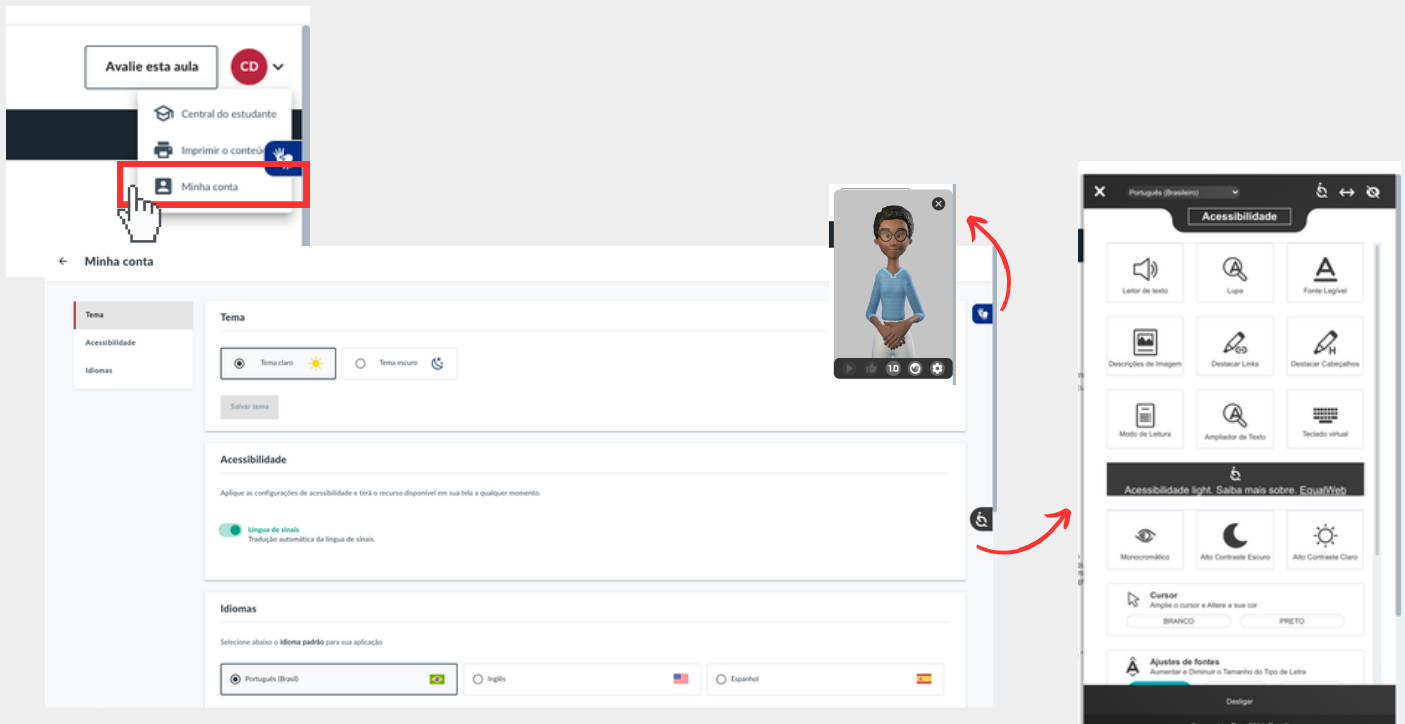 Avalie esta aula
CD
Central do estudante
Imprimir o conteú
Minha conta
Minha conta
Tema
Acessibilidade
Idiomas
Tema
Tema claro
Tema escuro
Salvar tema
Acessibilidade
Aplique as configurações de acessibilidade e terá o recurso disponível em sua tela a qualquer momento.
Língua de sinais
Tradução automática da língua de sinais.
Idiomas
Selecione abaixo o idioma padrão para sua aplicação
Português (Brasil)
Inglês
Espanhol
1.0
Português (Brasileiro)
Acessibilidade
Leitor de texto
Lupa
Fonte Legível
Descrições de Imagem
Destacar Links
Destacar Cabeçalhos
Modo de Leitura
Ampliador de Texto
Teclado virtual
Acessibilidade light. Saiba mais sobre. EqualWeb
Monocromático
Alto Contraste Escuro
Alto Contraste Claro
Cursor
Amplie o cursor e Altere a sua cor
BRANCO
PRETO
Ajustes de fontes
Aumentar e Diminuir o Tamanho do Tipo de Letra
Desligar